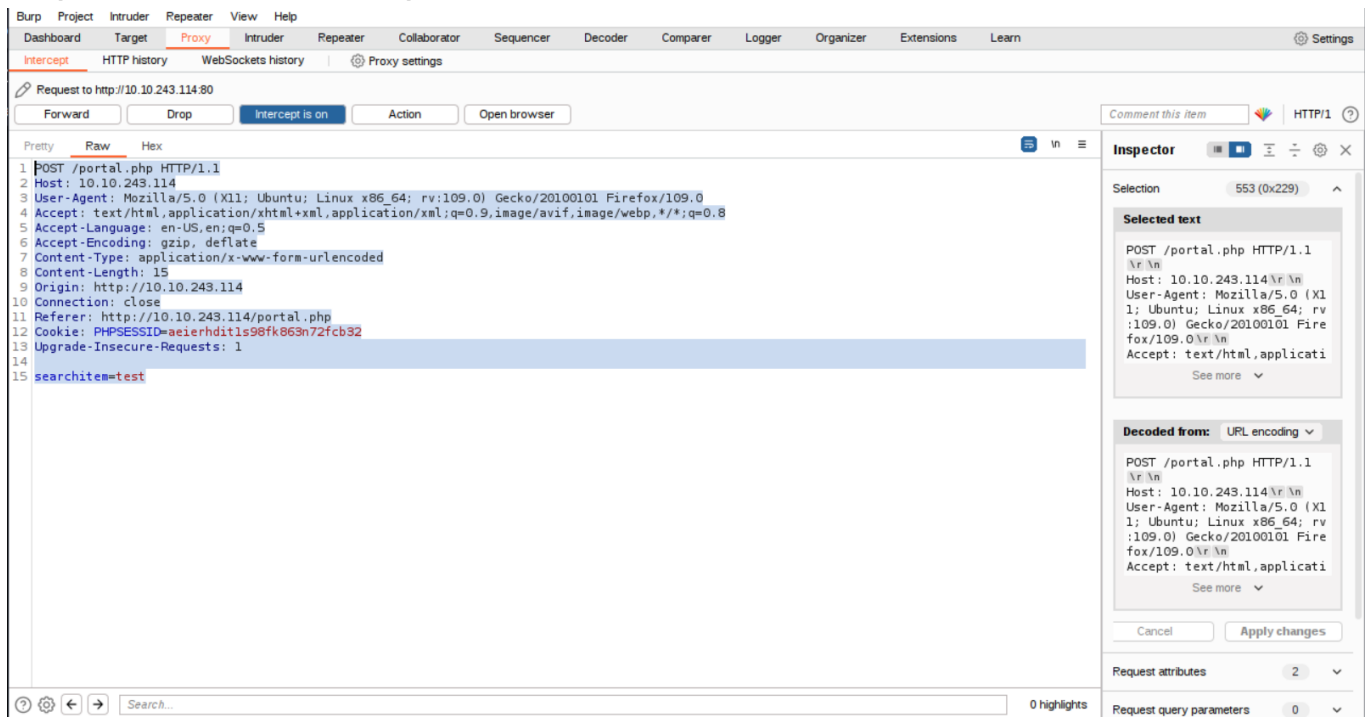 Burp Project Intruder Repeater View Help
Dashboard Target Proxy Intruder Repeater Collaborator Sequencer Decoder Comparer Logger Organizer Extensions Learn Settings
Intercept HTTP history WebSockets history Proxy settings
Request to http://10.10.243.114:80
Forward Drop Intercept is on Action Open browser Comment this item HTTP/1 ?
Pretty Raw Hex \n
1 POST /portal.php HTTP/1.1
2 Host: 10.10.243.114
3 User-Agent: Mozilla/5.0 (X11; Ubuntu; Linux x86_64; rv:109.0) Gecko/20100101 Firefox/109.0
4 Accept: text/html,application/xhtml+xml,application/xml;q=0.9,image/avif,image/webp,*/*;q=0.8
5 Accept-Language: en-US,en;q=0.5
6 Accept-Encoding: gzip, deflate
7 Content-Type: application/x-www-form-urlencoded
8 Content-Length: 15
9 Origin: http://10.10.243.114
10 Connection: close
11 Referer: http://10.10.243.114/portal.php
12 Cookie: PHPSESSID=aeierhdit1s98fk863n72fcb32
13 Upgrade-Insecure-Requests: 1
14
15 searchitem=test
Inspector
Selection 553 (0x229)
Selected text
POST /portal.php HTTP/1.1
\r \n
Host: 10.10.243.114 \r \n
User-Agent: Mozilla/5.0 (X1
1; Ubuntu; Linux x86_64; rv
:109.0) Gecko/20100101 Fire
fox/109.0 \r \n
Accept: text/html,applicati
See more
Decoded from: URL encoding
POST /portal.php HTTP/1.1
\r \n
Host: 10.10.243.114 \r \n
User-Agent: Mozilla/5.0 (X1
1; Ubuntu; Linux x86_64; rv
:109.0) Gecko/20100101 Fire
fox/109.0 \r \n
Accept: text/html,applicati
See more
Cancel Apply changes
Request attributes 2
Request query parameters 0
? Search... 0 highlights